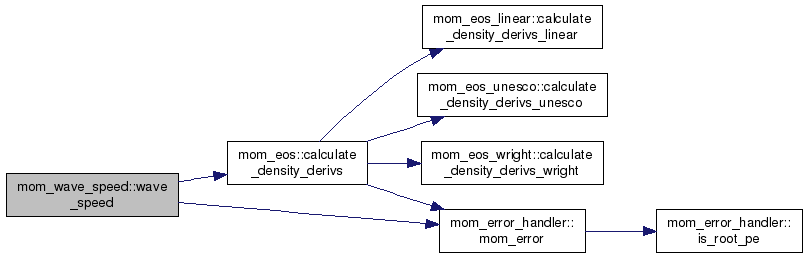 mom_eos_linear::calculate
_density_derivs_linear
mom_eos_unesco::calculate
_density_derivs_unesco
mom_eos::calculate
_density_derivs
mom_eos_wright::calculate
_density_derivs_wright
mom_wave_speed::wave
_speed
mom_error_handler::
mom_error
mom_error_handler::
is_root_pe